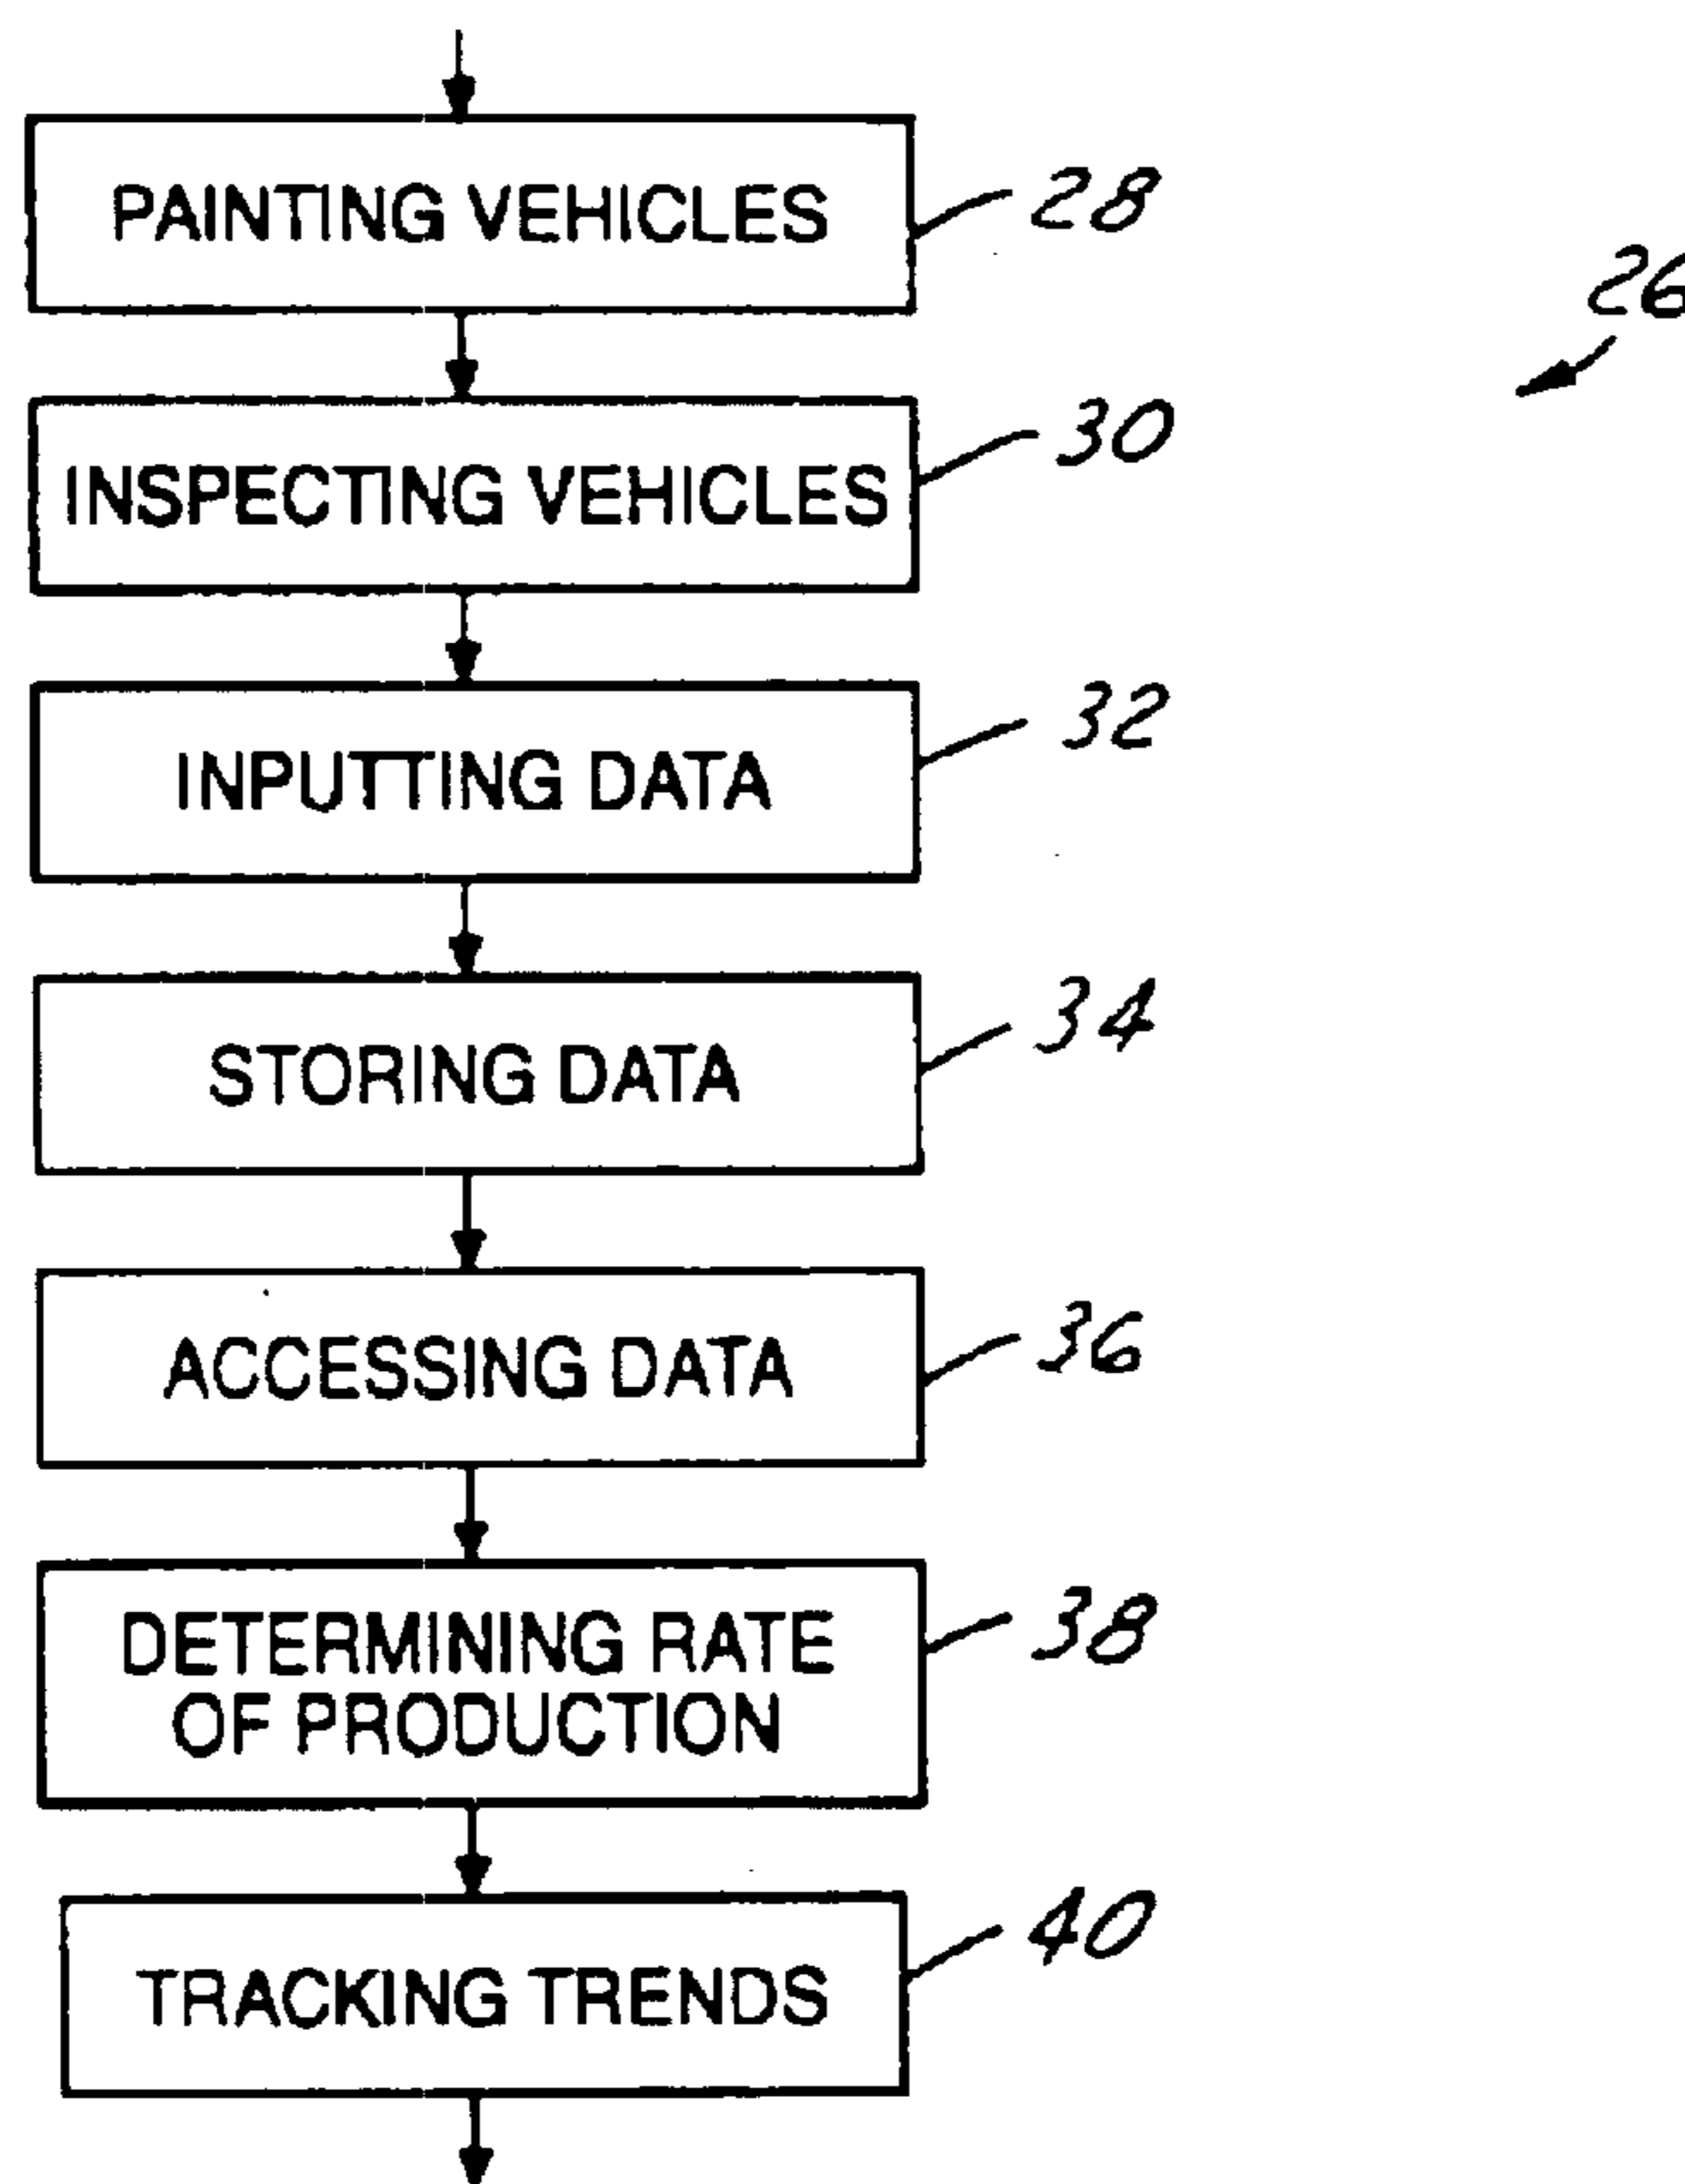 PAINTING VEHICLES
28
26
INSPECTING VEHICLES
30
INPUTTING DATA
32
STORING DATA
34
ACCESSING DATA
36
DETERMINING RATE
OF PRODUCTION
38
TRACKING TRENDS
40